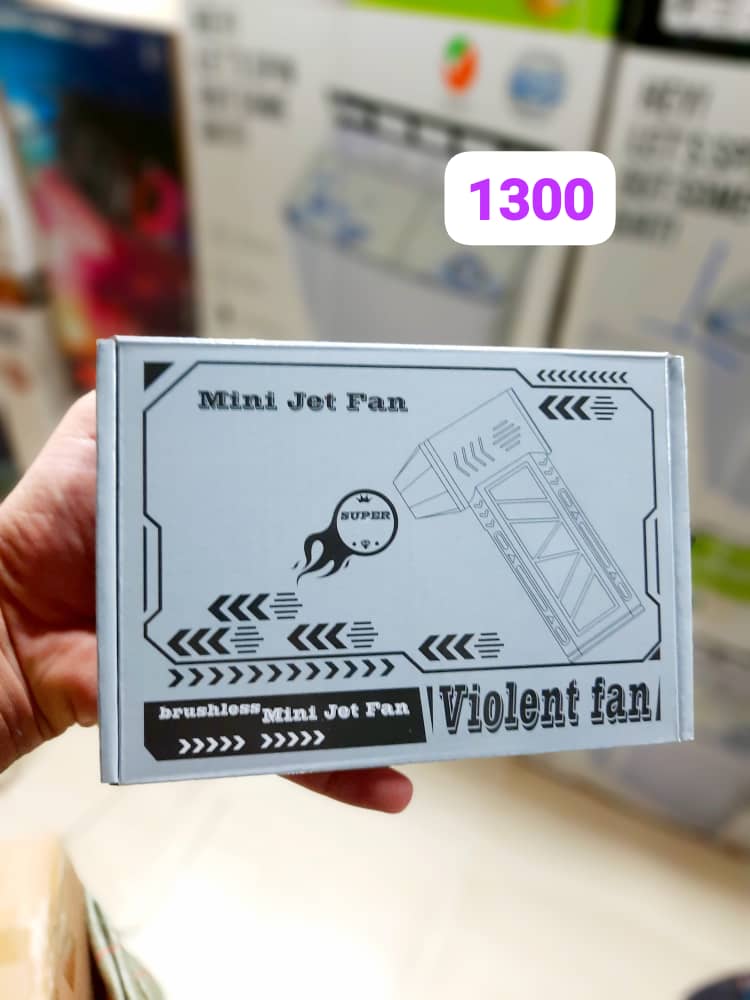 1300
Mini Jet Fan
SUPER
brushless Mini Jet Fan
Violent fan